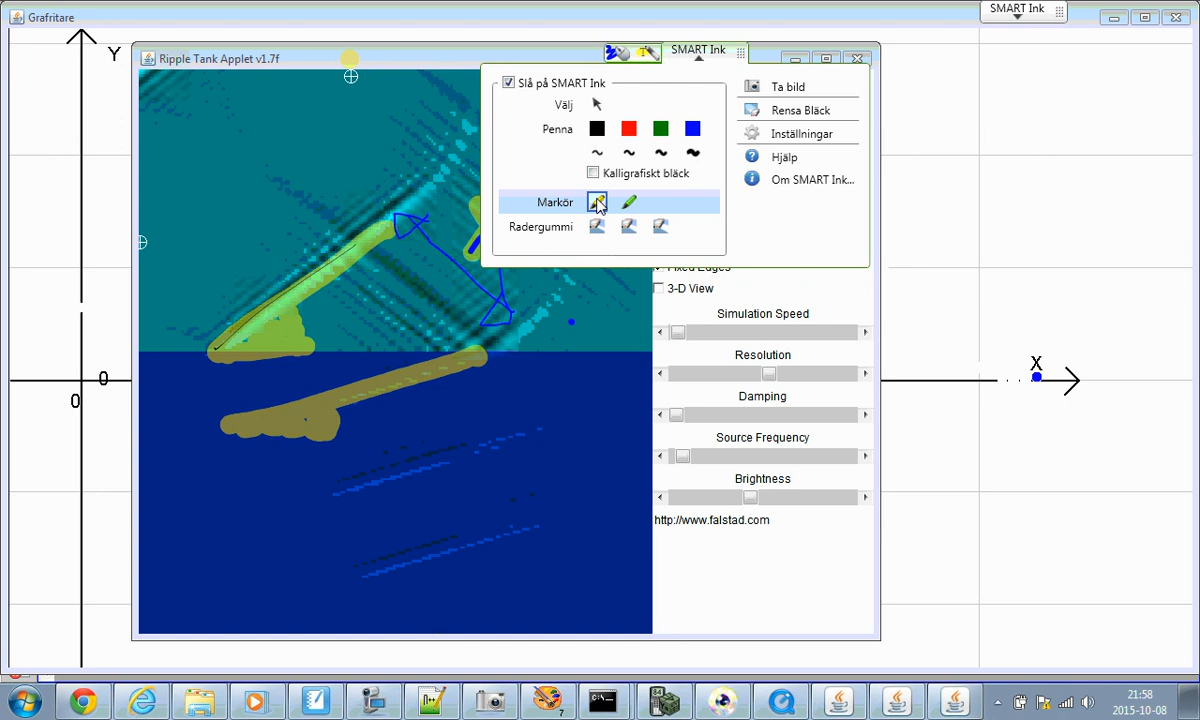 Grafritare
SMART Ink
Y
Ripple Tank Applet v1.7f
SMART Ink
Slå på SMART Ink
Välj
Penna
Kalligrafiskt bläck
Markör
Radergummi
Ta bild
Rensa Bläck
Inställningar
Hjälp
Om SMART Ink...
Fixed Edges
3-D View
Simulation Speed
Resolution
Damping
Source Frequency
Brightness
http://www.falstad.com
X
0
0
21:58
2015-10-08